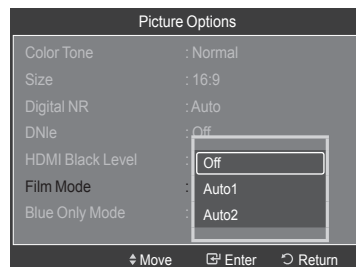 Picture Options
Color Tone : Normal
Size : 16:9
Digital NR : Auto
DNIe : Off
HDMI Black Level :
Film Mode :
Blue Only Mode :
Off
Auto1
Auto2
Move Enter Return